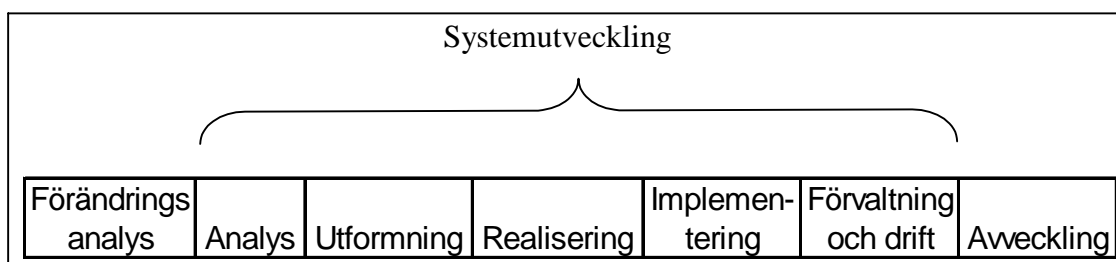 Systemutveckling
Förändrings
analys
Analys
Utformning
Realisering
Implemen-
tering
Förvaltning
och drift
Avveckling